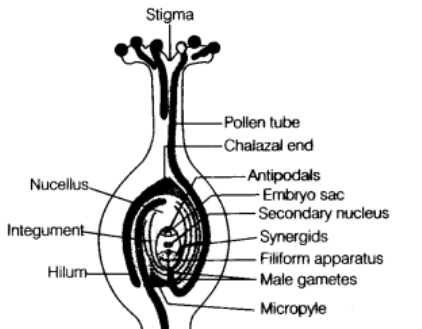 Stigma
Pollen tube
Chalazal end
Antipodals
Nucellus
Embryo sac
Secondary nucleus
Integument
Synergids
Filiform apparatus
Hilum
Male gametes
Micropyle